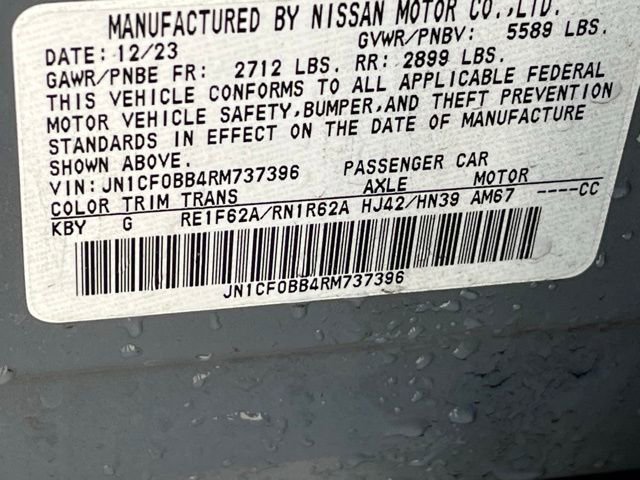 MANUFACTURED BY NISSAN MOTOR CO.,LTD.
DATE: 12/23 GVWR/PNBV: 5589 LBS.
GAWR/PNBE FR: 2712 LBS. RR: 2899 LBS.
THIS VEHICLE CONFORMS TO ALL APPLICABLE FEDERAL
MOTOR VEHICLE SAFETY,BUMPER,AND THEFT PREVENTION
STANDARDS IN EFFECT ON THE DATE OF MANUFACTURE
SHOWN ABOVE.
VIN:JN1CF0BB4RM737396 PASSENGER CAR
COLOR TRIM TRANS AXLE MOTOR
KBY G RE1F62A/RN1R62A HJ42/HN39 AM67 ----CC
JN1CF0BB4RM737396